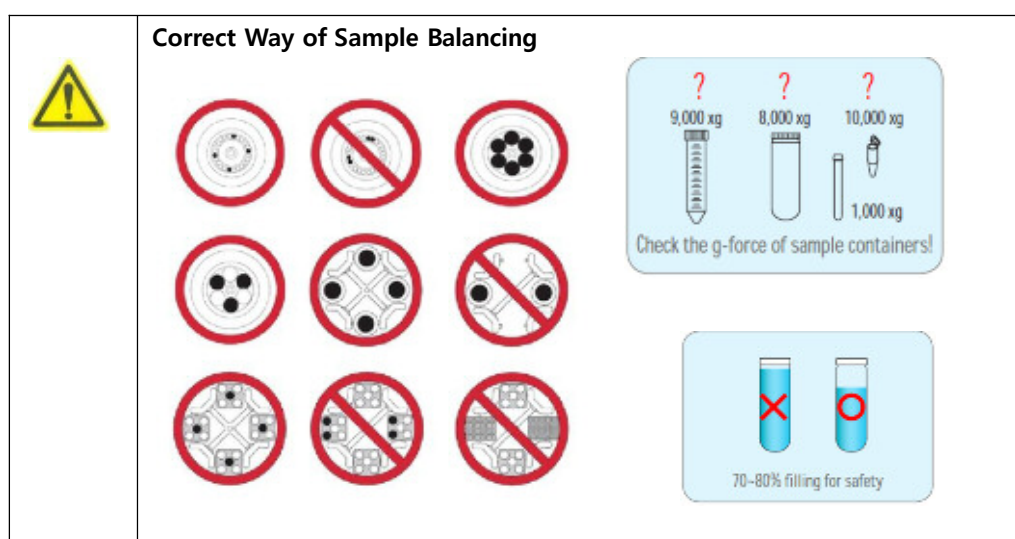 Correct Way of Sample Balancing
? ? ?
9,000 xg 8,000 xg 10,000 xg
1,000 xg
Check the g-force of sample containers!
70~80% filling for safety